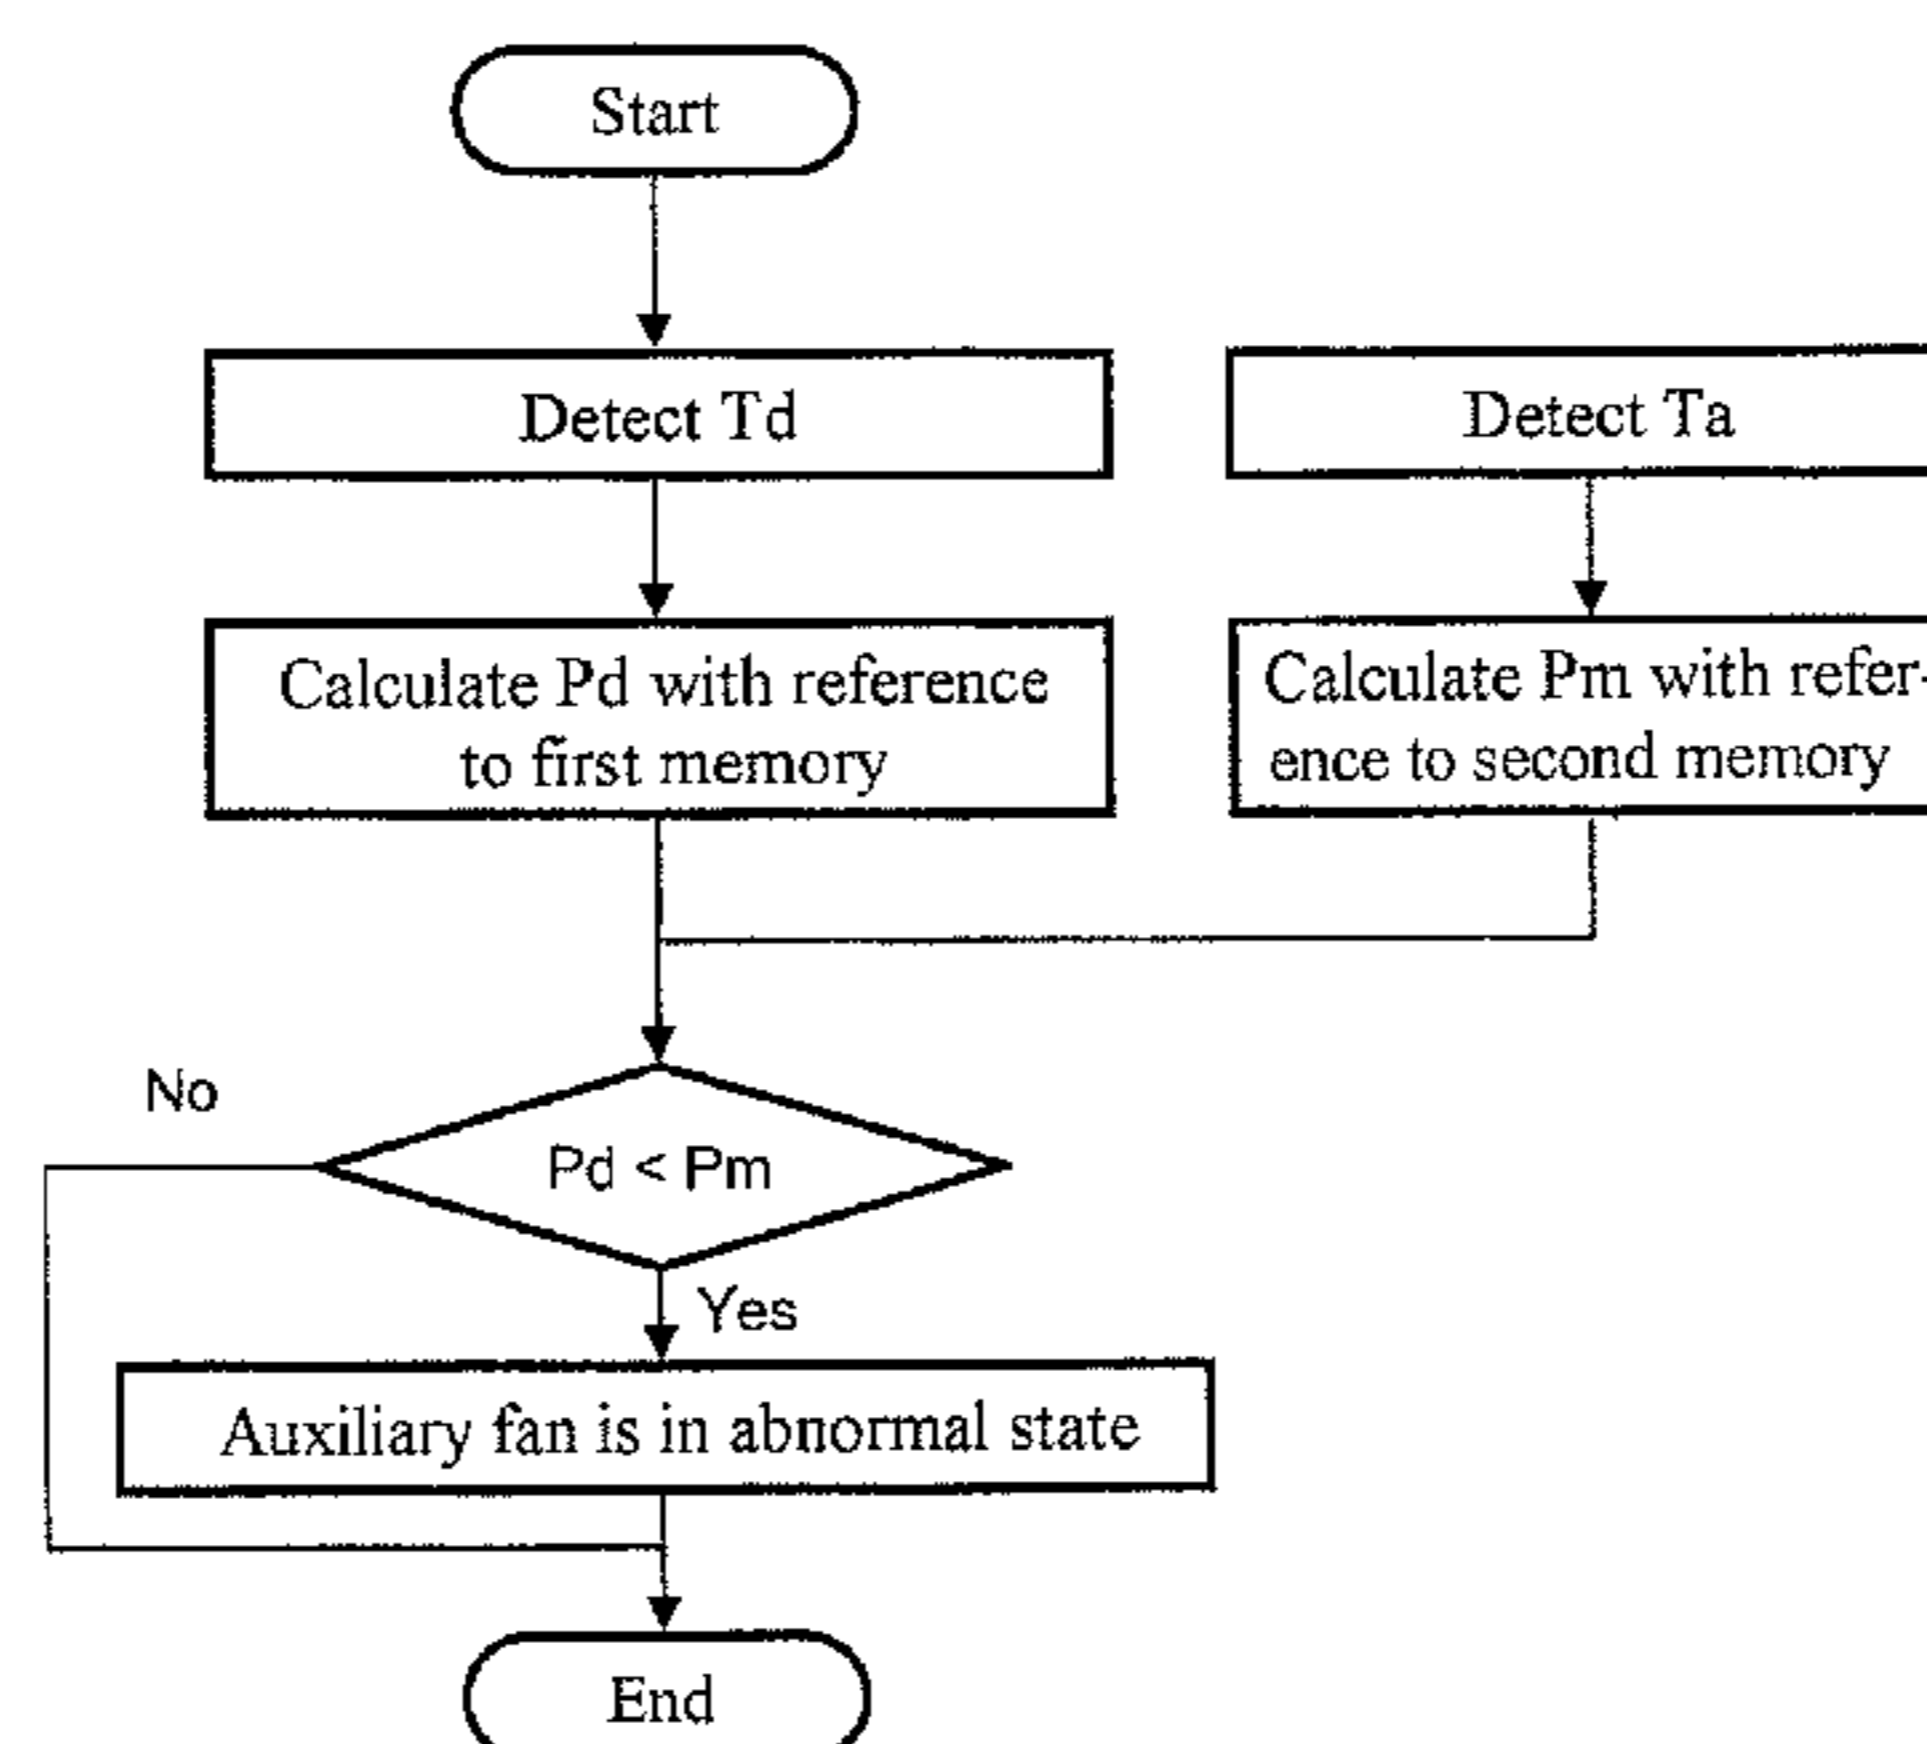 Start
Detect Td
Detect Ta
Calculate Pd with reference
to first memory
Calculate Pm with refer-
ence to second memory
No
Pd < Pm
Yes
Auxiliary fan is in abnormal state
End